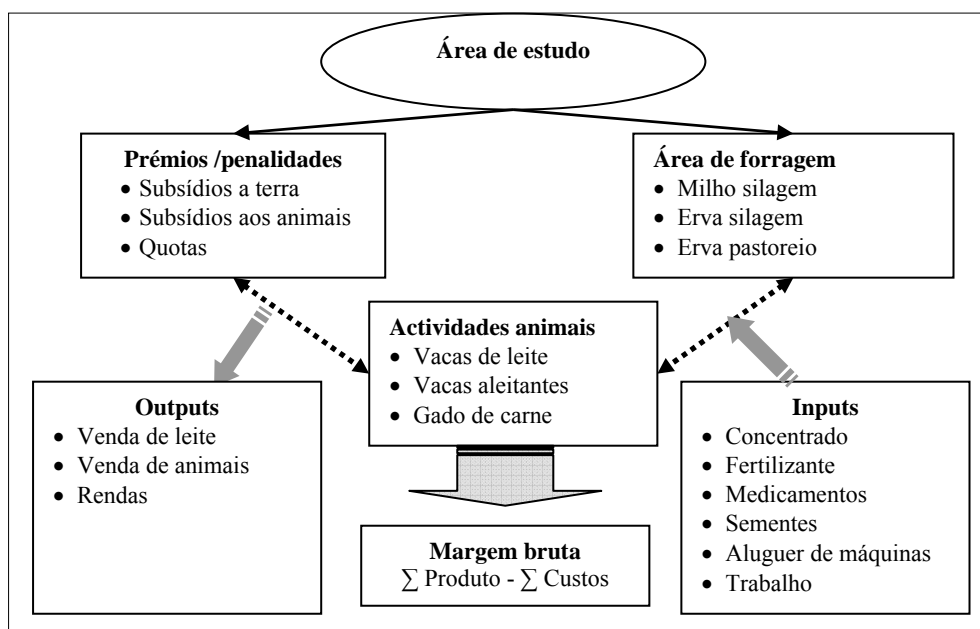 Área de estudo
Prémios /penalidades
• Subsídios a terra
• Subsídios aos animais
• Quotas
Área de forragem
• Milho silagem
• Erva silagem
• Erva pastoreio
Actividades animais
• Vacas de leite
• Vacas aleitantes
• Gado de carne
Outputs
• Venda de leite
• Venda de animais
• Rendas
Inputs
• Concentrado
• Fertilizante
• Medicamentos
• Sementes
• Aluguer de máquinas
• Trabalho
Margem bruta
∑ Produto - ∑ Custos